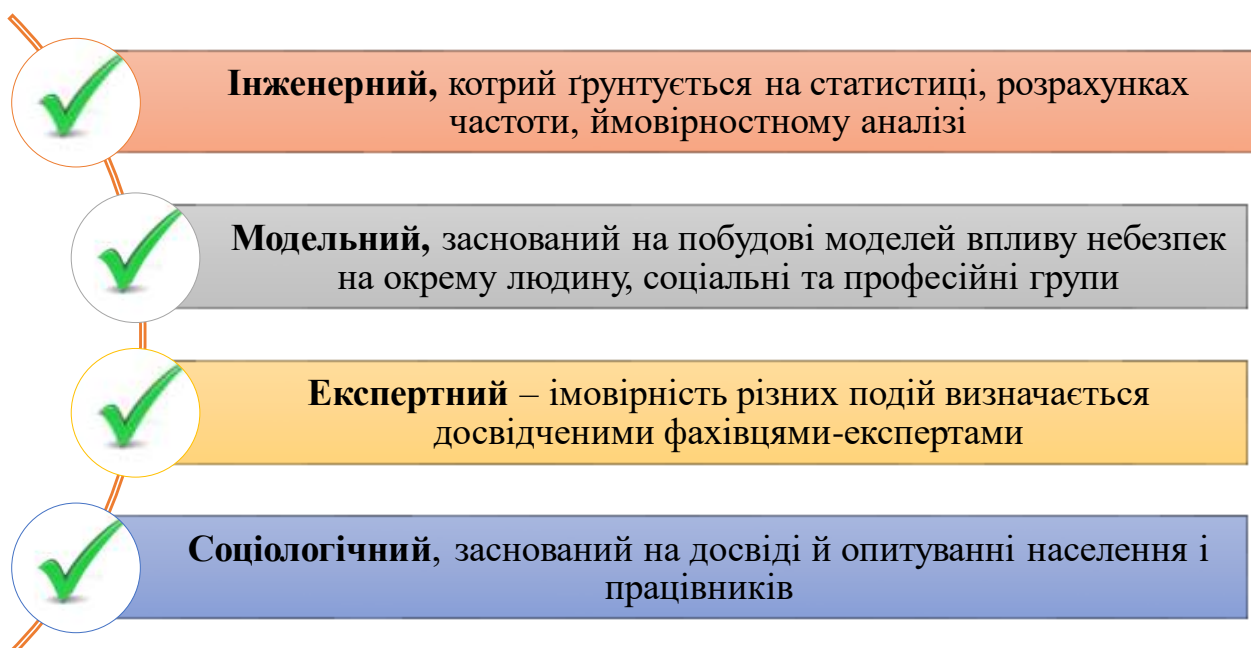 Інженерний, котрий ґрунтується на статистиці, розрахунках
частоти, ймовірностному аналізі
Модельний, заснований на побудові моделей впливу небезпек
на окрему людину, соціальні та професійні групи
Експертний – імовірність різних подій визначається
досвідченими фахівцями-експертами
Соціологічний, заснований на досвіді й опитуванні населення і
працівників